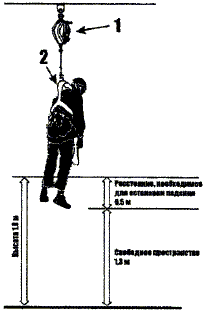 1
2
Расстояние, необходимое
для остановки падения
0,5 м
Высота 1,8 м
Свободное пространство
1,3 м